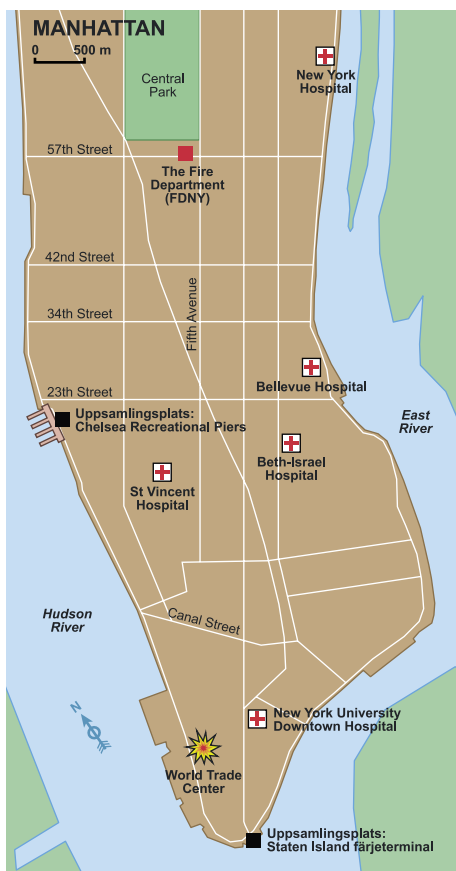 MANHATTAN
0 500 m
Central
Park
New York
Hospital
57th Street
The Fire
Department
(FDNY)
42nd Street
34th Street
Fifth Avenue
Bellevue Hospital
23th Street
Uppsamlingsplats:
Chelsea Recreational Piers
East
River
Beth-Israel
Hospital
St Vincent
Hospital
Hudson
River
Canal Street
N
New York University
Downtown Hospital
World Trade
Center
Uppsamlingsplats:
Staten Island färjeterminal